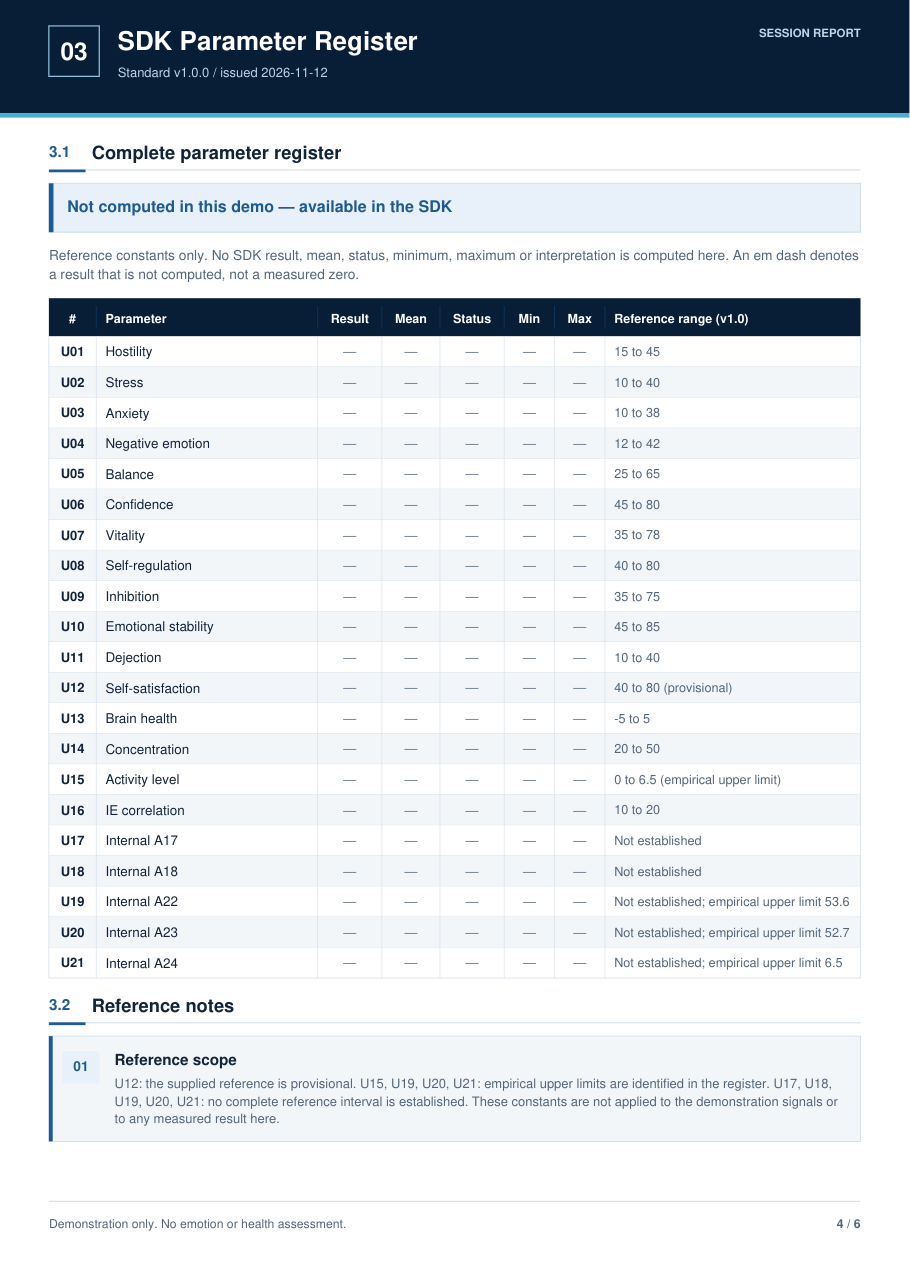 03
SDK Parameter Register
Standard v1.0.0 / issued 2026-11-12
SESSION REPORT
3.1 Complete parameter register
Not computed in this demo — available in the SDK
Reference constants only. No SDK result, mean, status, minimum, maximum or interpretation is computed here. An em dash denotes
a result that is not computed, not a measured zero.
# Parameter Result Mean Status Min Max Reference range (v1.0)
U01 Hostility — — — — — 15 to 45
U02 Stress — — — — — 10 to 40
U03 Anxiety — — — — — 10 to 38
U04 Negative emotion — — — — — 12 to 42
U05 Balance — — — — — 25 to 65
U06 Confidence — — — — — 45 to 80
U07 Vitality — — — — — 35 to 78
U08 Self-regulation — — — — — 40 to 80
U09 Inhibition — — — — — 35 to 75
U10 Emotional stability — — — — — 45 to 85
U11 Dejection — — — — — 10 to 40
U12 Self-satisfaction — — — — — 40 to 80 (provisional)
U13 Brain health — — — — — -5 to 5
U14 Concentration — — — — — 20 to 50
U15 Activity level — — — — — 0 to 6.5 (empirical upper limit)
U16 IE correlation — — — — — 10 to 20
U17 Internal A17 — — — — — Not established
U18 Internal A18 — — — — — Not established
U19 Internal A22 — — — — — Not established; empirical upper limit 53.6
U20 Internal A23 — — — — — Not established; empirical upper limit 52.7
U21 Internal A24 — — — — — Not established; empirical upper limit 6.5
3.2 Reference notes
01 Reference scope
U12: the supplied reference is provisional. U15, U19, U20, U21: empirical upper limits are identified in the register. U17, U18,
U19, U20, U21: no complete reference interval is established. These constants are not applied to the demonstration signals or
to any measured result here.
Demonstration only. No emotion or health assessment.
4 / 6